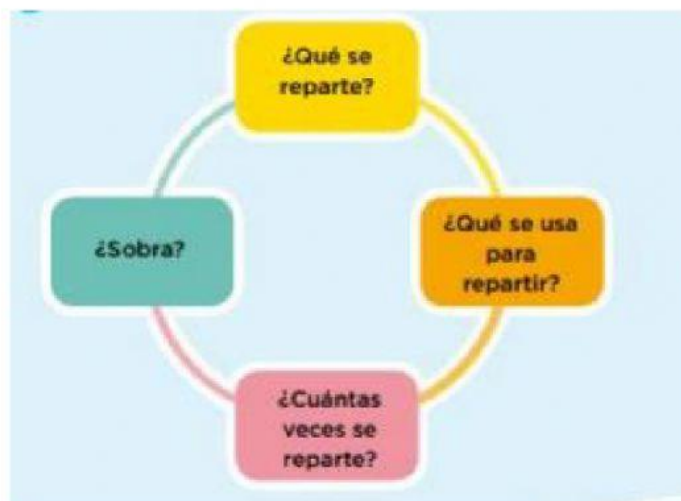 ¿Qué se
reparte?
¿Qué se usa
para
repartir?
¿Cuántas
veces se
reparte?
¿Sobra?